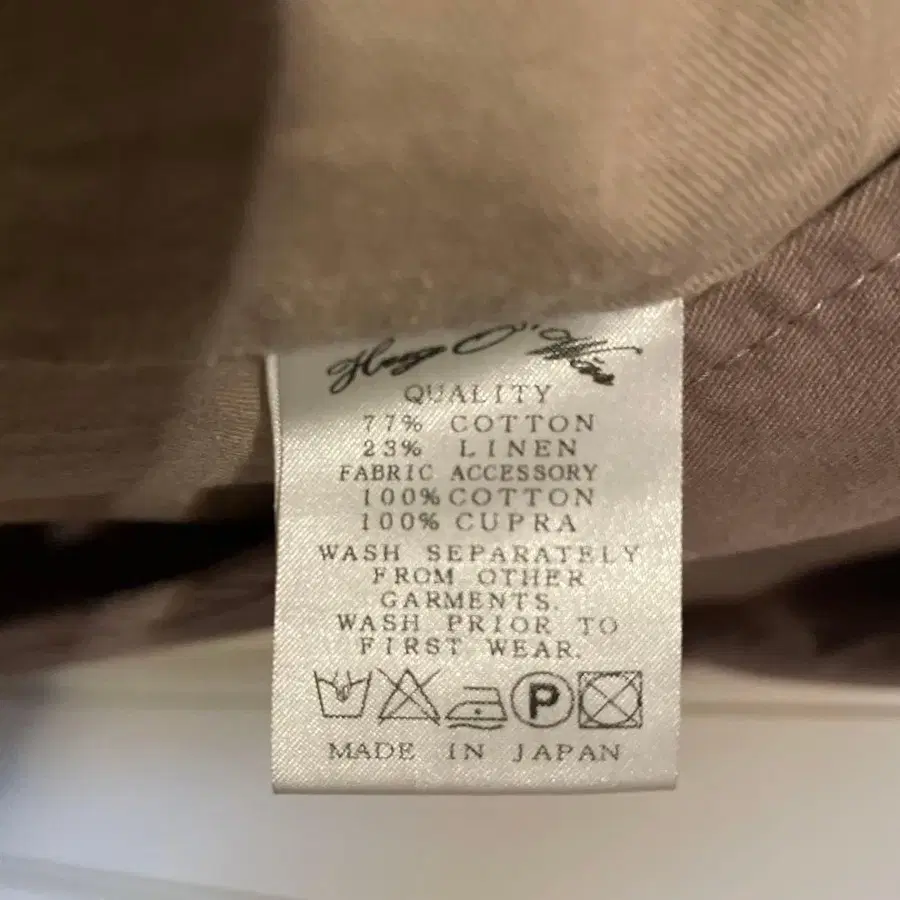 QUALITY
77% COTTON
23% LINEN
FABRIC ACCESSORY
100% COTTON
100% CUPRA
WASH SEPARATELY
FROM OTHER
GARMENTS.
WASH PRIOR TO
FIRST WEAR.
P
MADE IN JAPAN